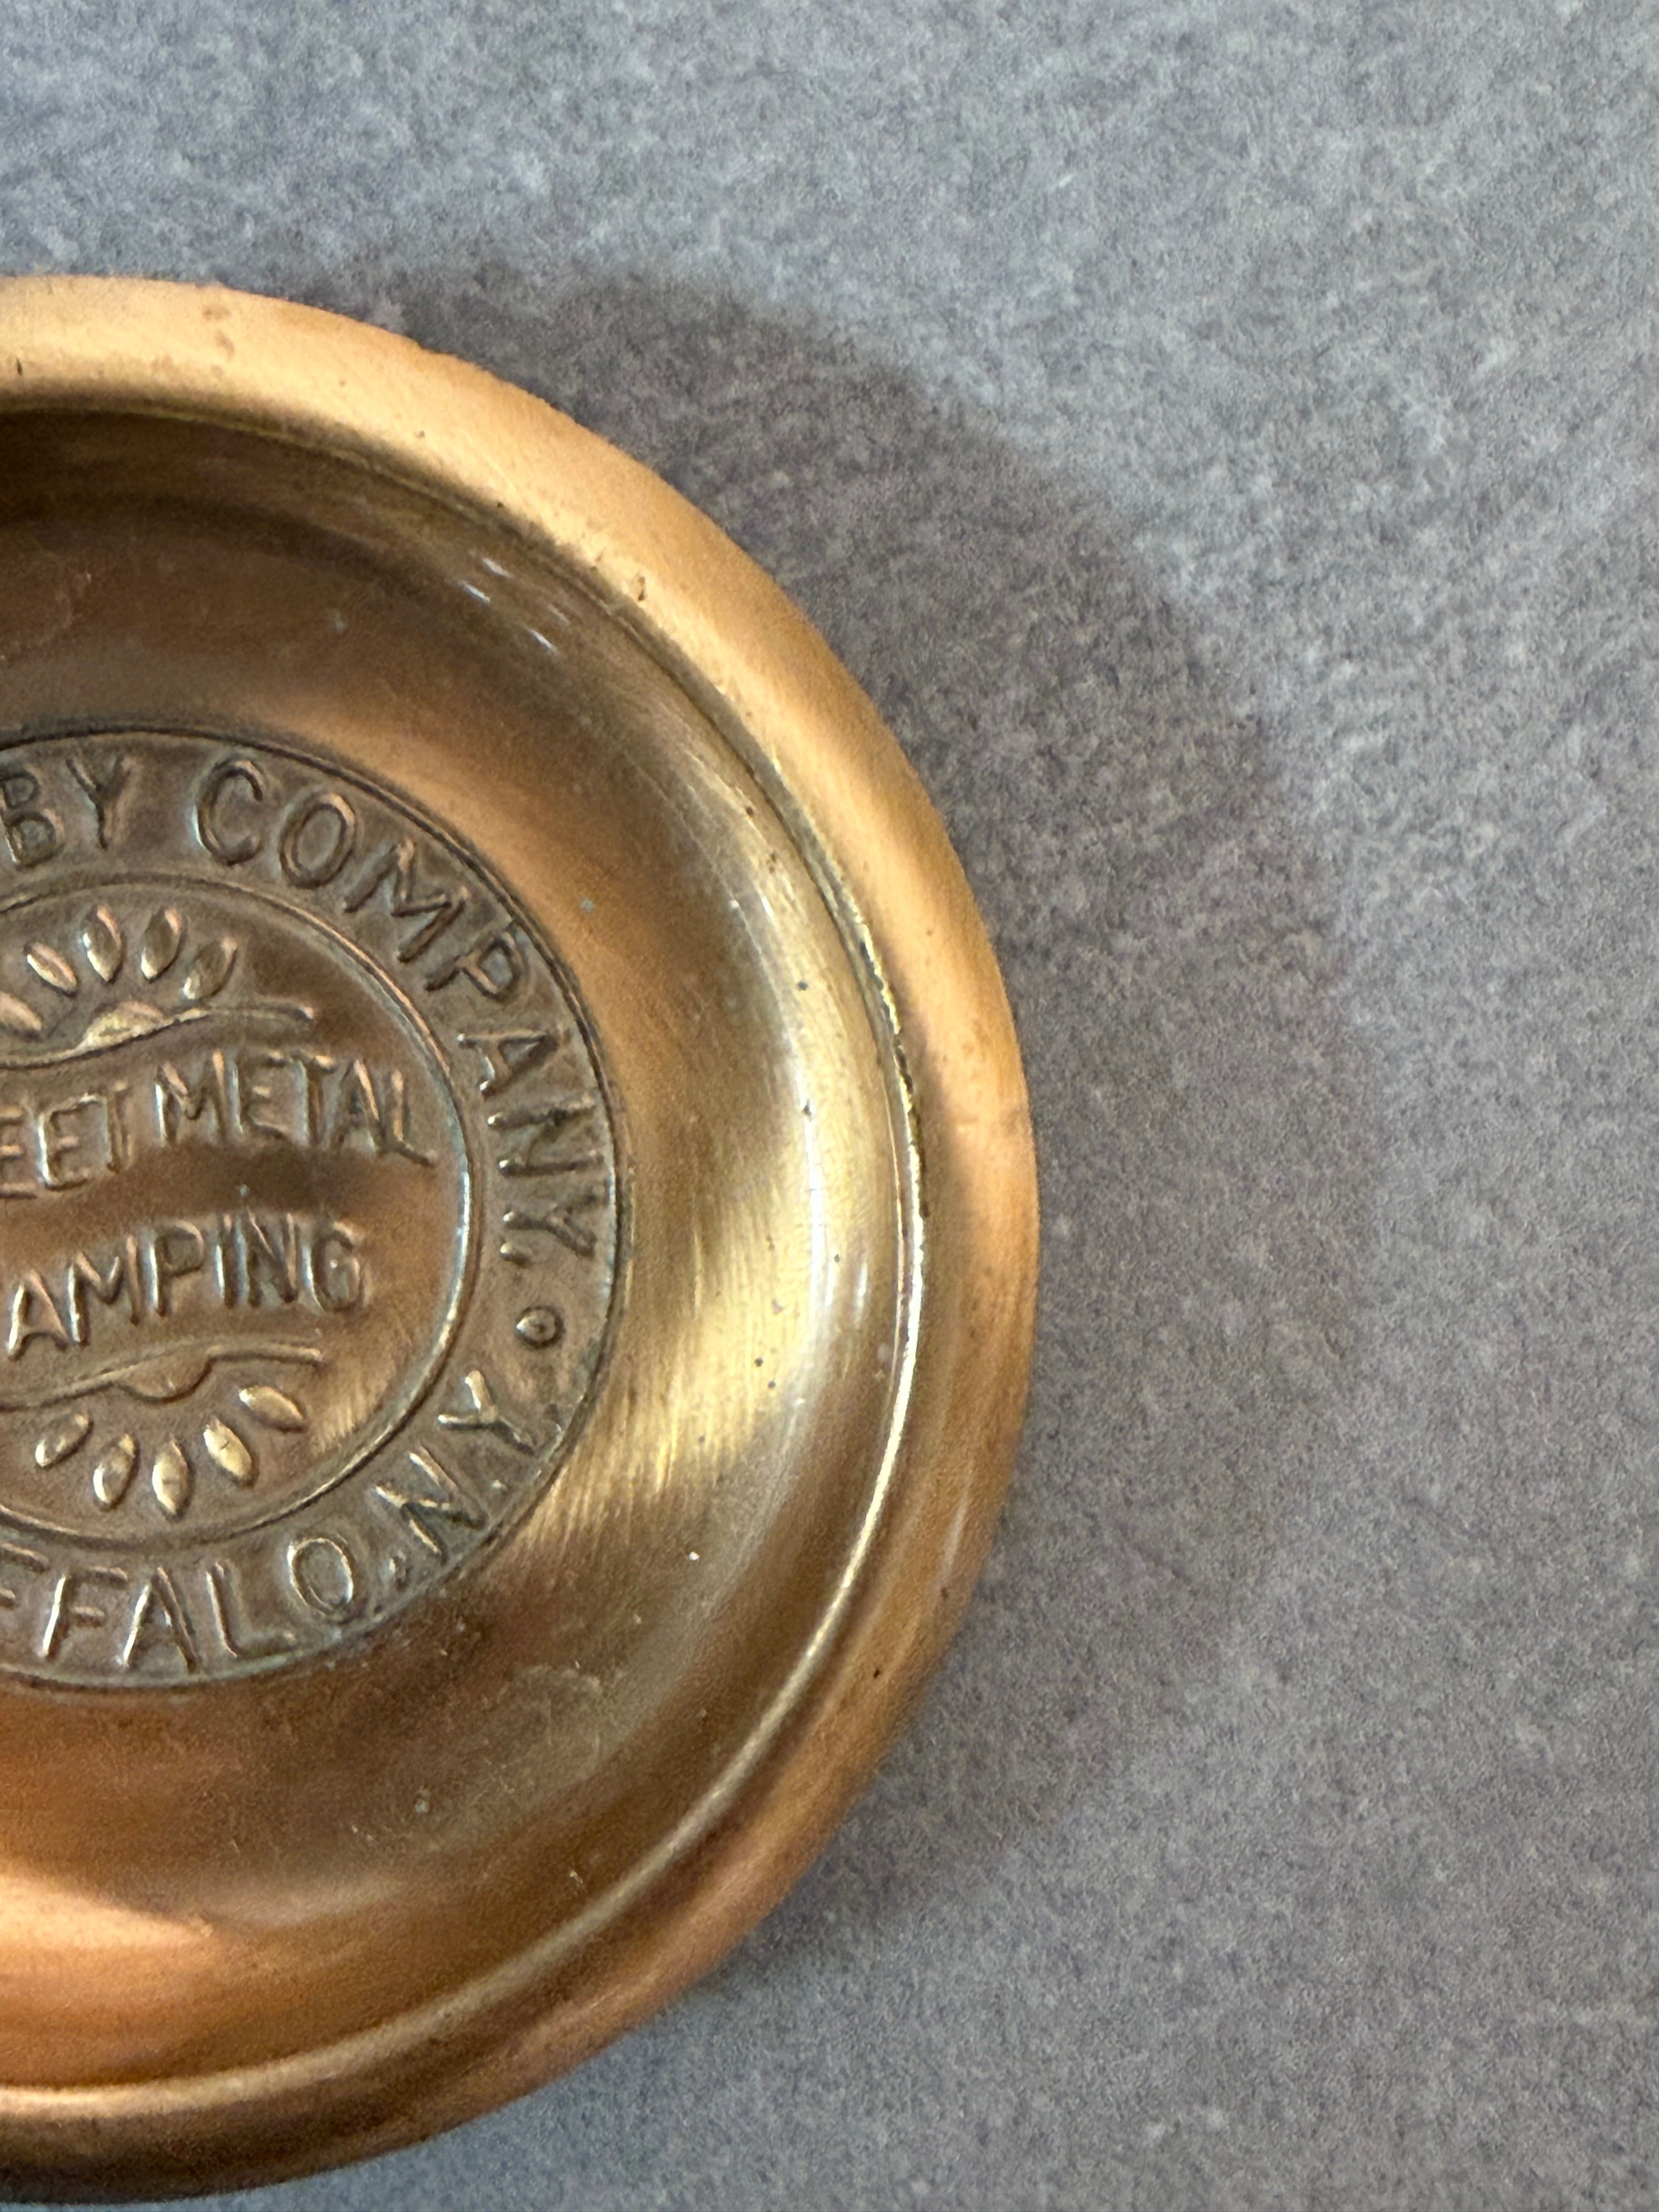 BY COMPANY.
EET METAL
AMPING
FFALO, N.Y.